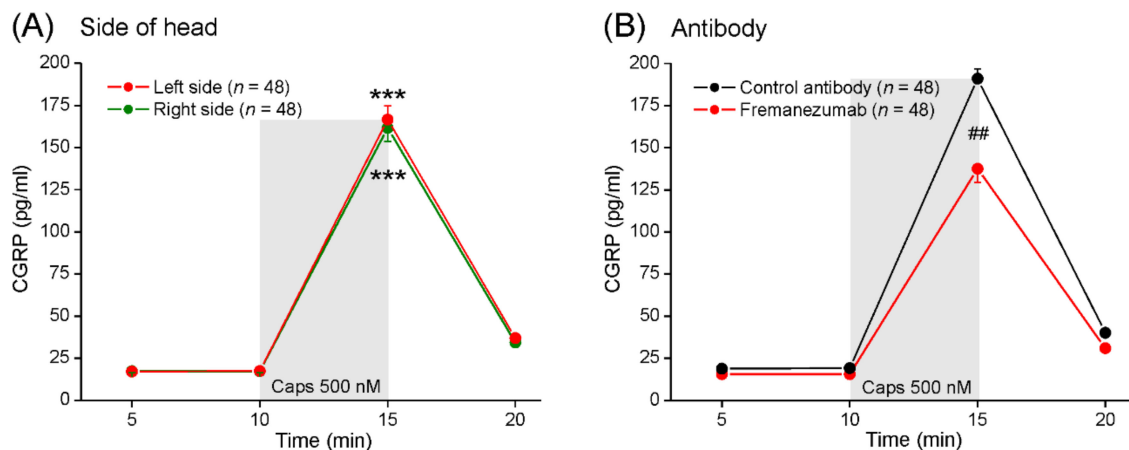 (A) Side of head
200
175
150
125
100
75
50
25
0
CGRP (pg/ml)
Left side (n = 48)
Right side (n = 48)
***
***
Caps 500 nM
5 10 15 20
Time (min)
(B) Antibody
200
175
150
125
100
75
50
25
0
CGRP (pg/ml)
Control antibody (n = 48)
Fremanezumab (n = 48)
##
Caps 500 nM
5 10 15 20
Time (min)